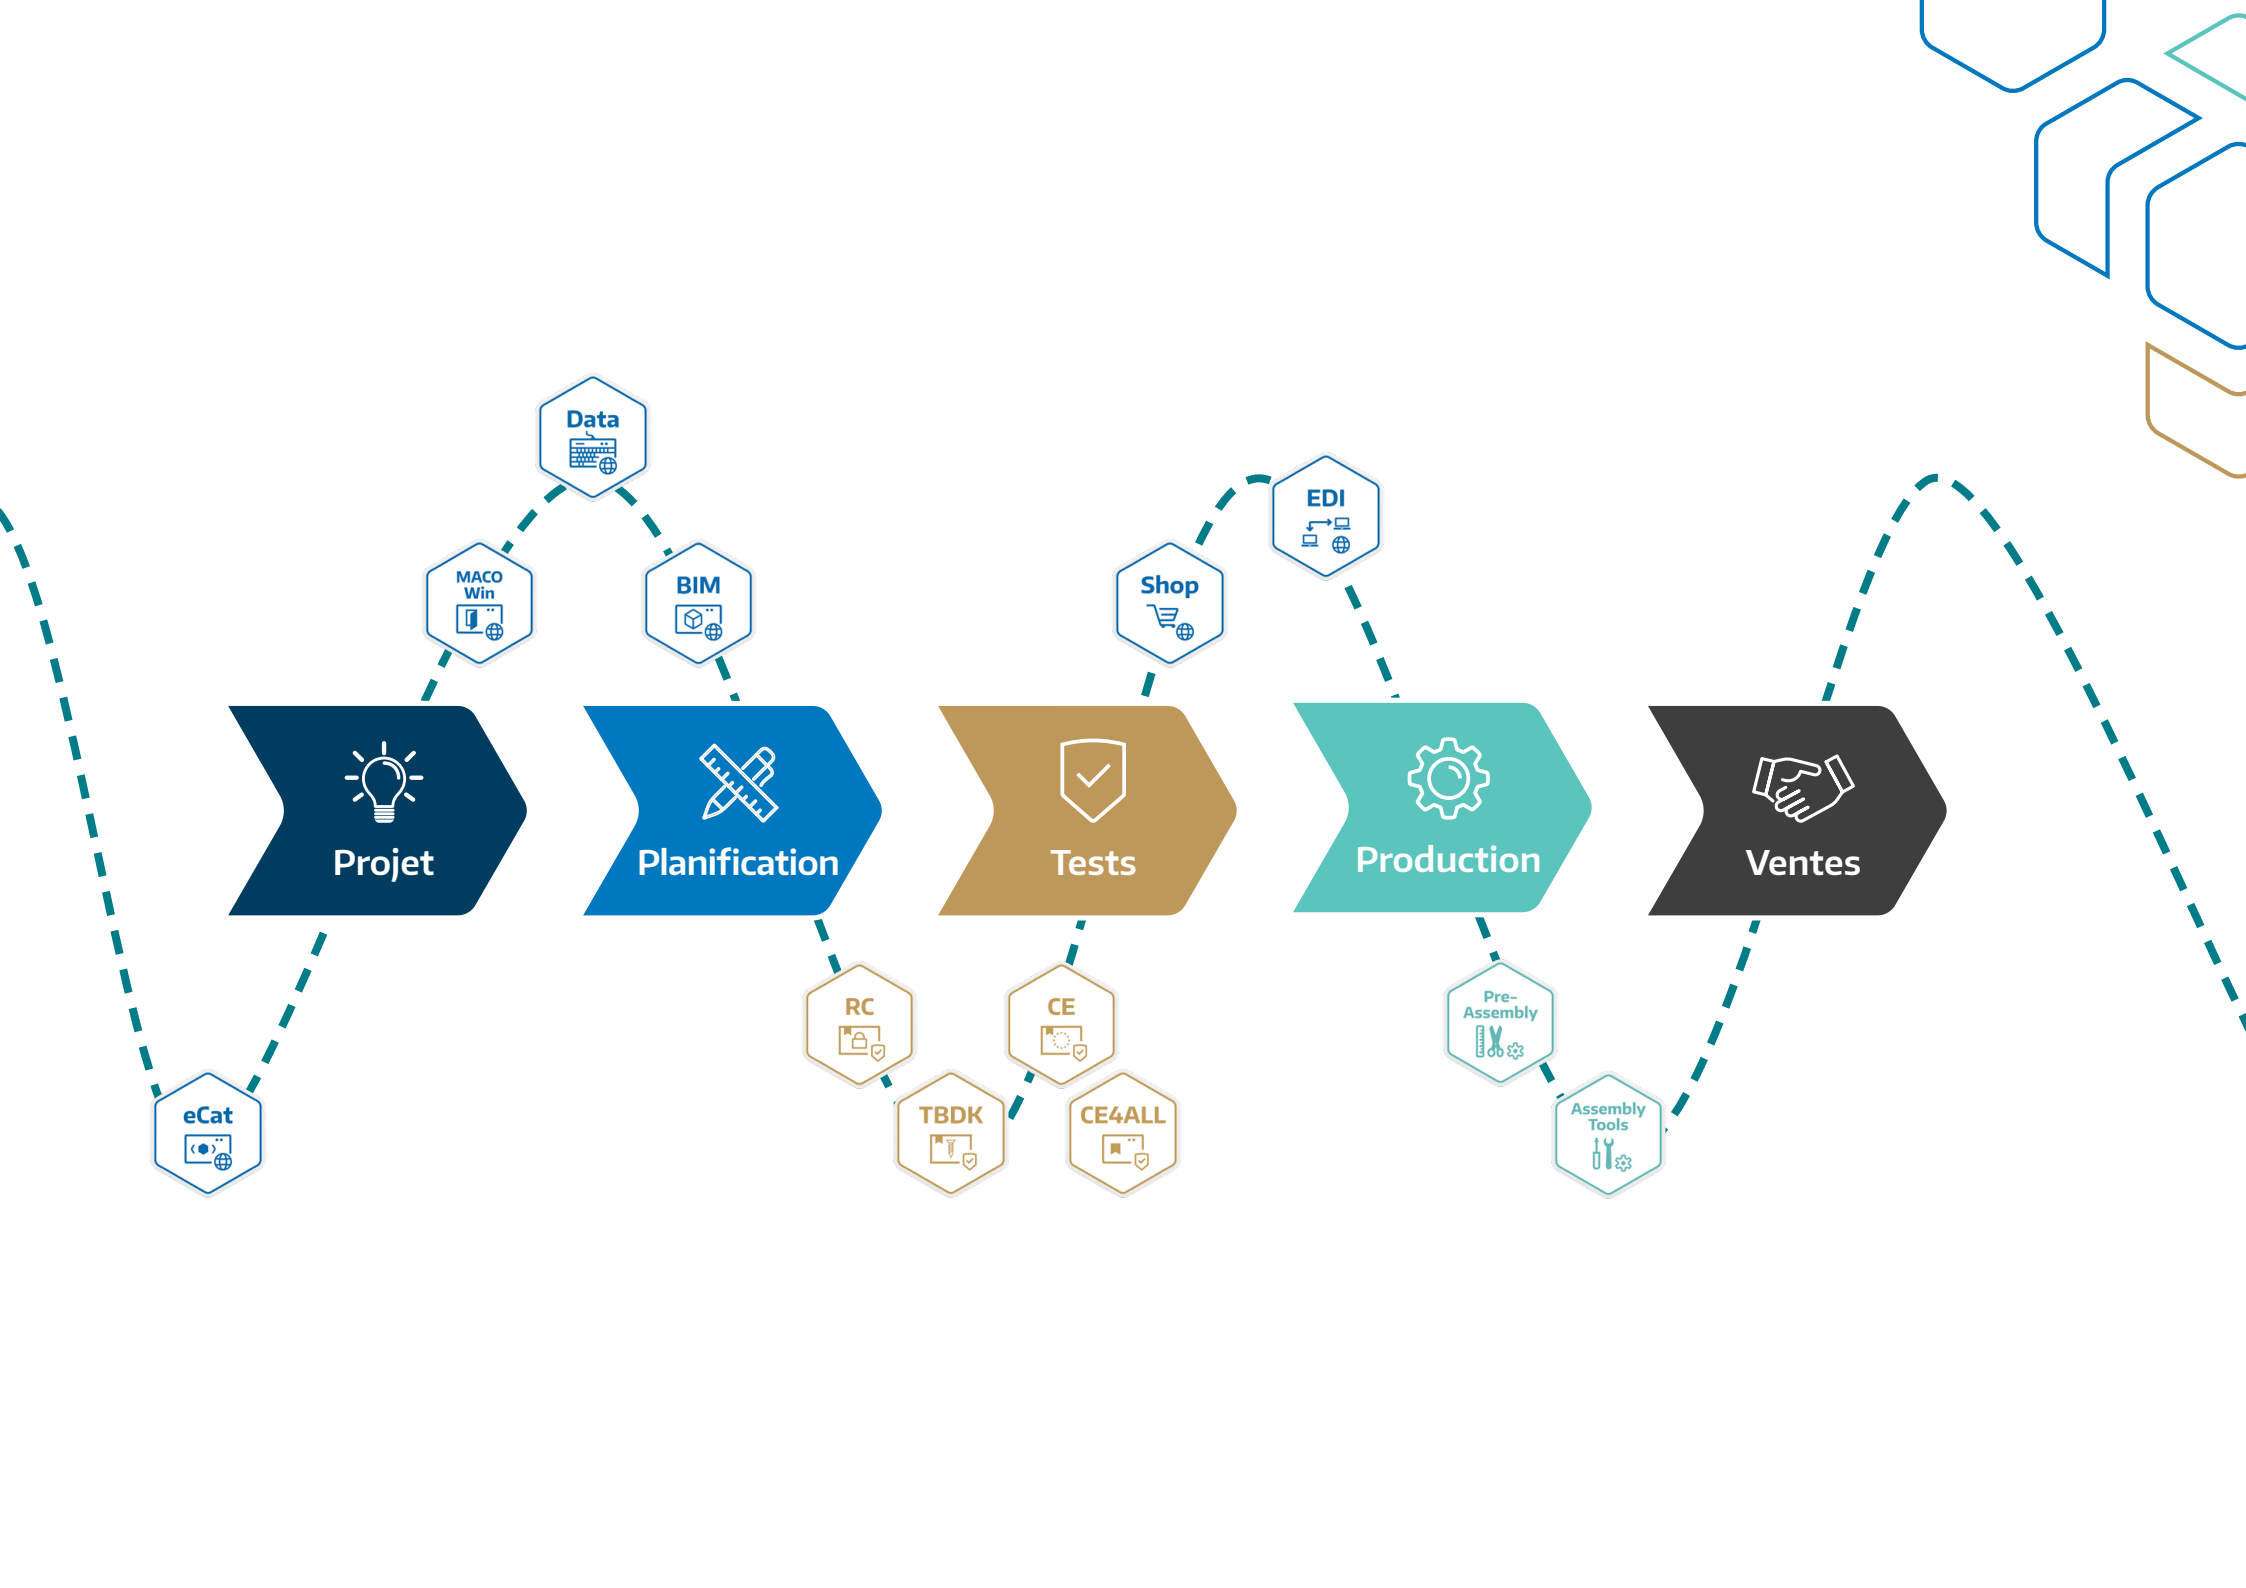 Data
EDI
MACO
Win
BIM
Shop
Projet
Planification
Tests
Production
Ventes
RC
CE
Pre-
Assembly
eCat
TBDK
CE4ALL
Assembly
Tools